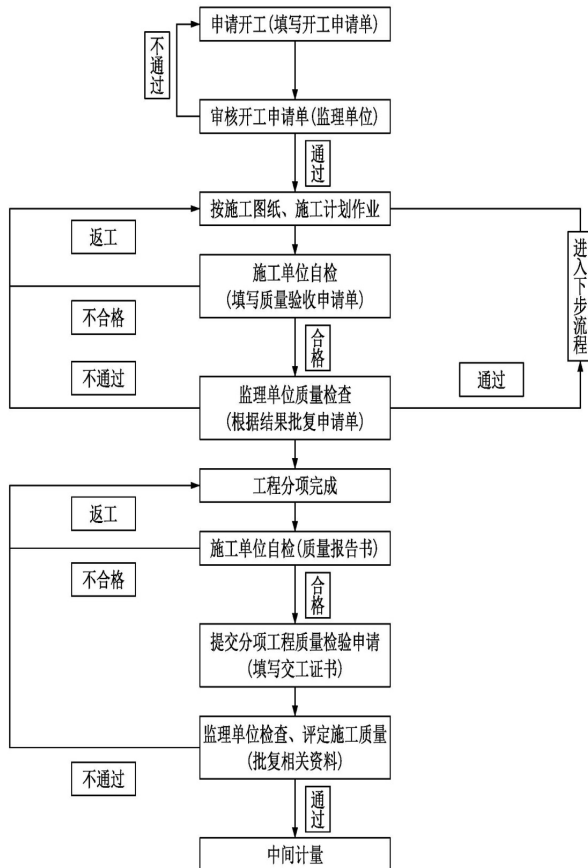 申请开工(填写开工申请单)
不通过
审核开工申请单(监理单位)
通过
按施工图纸、施工计划作业
返工
进入下步流程
施工单位自检
(填写质量验收申请单)
不合格
合格
不通过
通过
监理单位质量检查
(根据结果批复申请单)
工程分项完成
返工
施工单位自检(质量报告书)
不合格
合格
提交分项工程质量检验申请
(填写交工证书)
监理单位检查、评定施工质量
(批复相关资料)
不通过
通过
中间计量